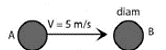 diam
A V = 5 m/s B